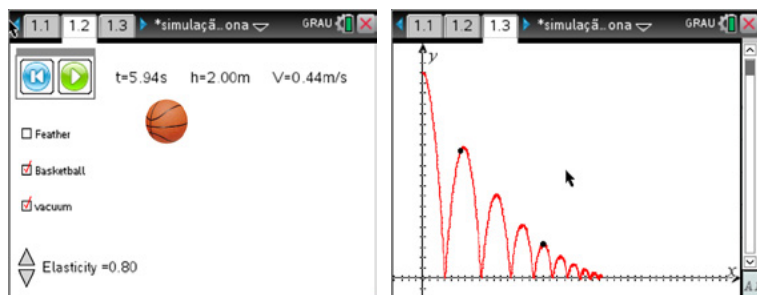 1.1 1.2 1.3 *simulaçã…ona GRAU
t=5.94s h=2.00m V=0.44m/s
Feather
Basketball
vacuum
Elasticity =0.80
1.1 1.2 1.3 *simulaçã…ona GRAU
y
x